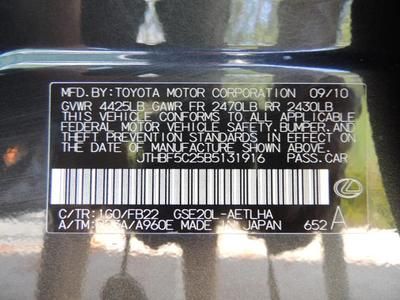 MFD.BY:TOYOTA MOTOR CORPORATION 09/10
GVWR 4425LB GAWR FR 2470LB RR 2430LB
THIS VEHICLE CONFORMS TO ALL APPLICABLE
FEDERAL MOTOR VEHICLE SAFETY,BUMPER,AND
THEFT PREVENTION STANDARDS IN EFFECT ON
THE DATE OF MANUFACTURE SHOWN ABOVE.
JTHBF5C25B5131916 PASS.CAR
C/TR:1G0/FB22 GSE20L-AETLHA
A/TM: /A960E MADE IN JAPAN 652 A